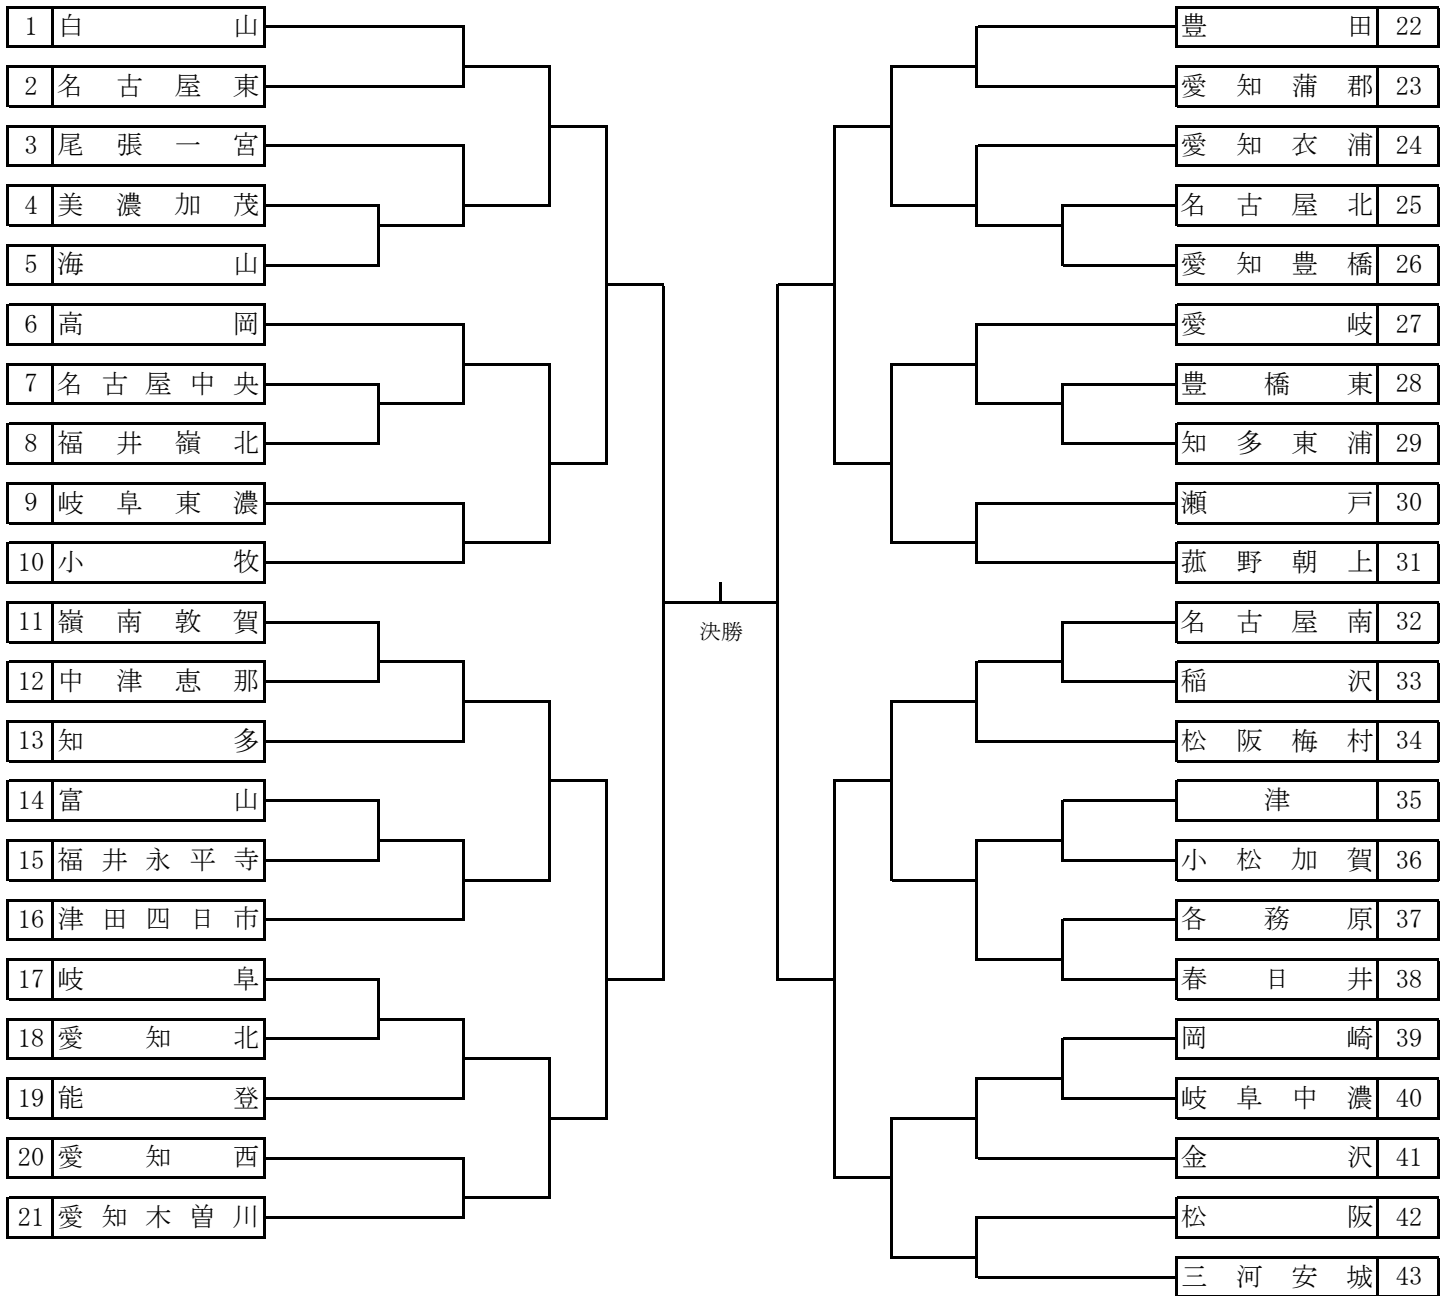 1 白山
2 名古屋東
3 尾張一宮
4 美濃加茂
5 海山
6 高岡
7 名古屋中央
8 福井嶺北
9 岐阜東濃
10 小牧
11 嶺南敦賀
12 中津恵那
13 知多
14 富山
15 福井永平寺
16 津田四日市
17 岐阜
18 愛知北
19 能登
20 愛知西
21 愛知木曽川
決勝
豊田 22
愛知蒲郡 23
愛知衣浦 24
名古屋北 25
愛知豊橋 26
愛岐 27
豊橋東 28
知多東浦 29
瀬戸 30
菰野朝上 31
名古屋南 32
稲沢 33
松阪梅村 34
津 35
小松加賀 36
各務原 37
春日井 38
岡崎 39
岐阜中濃 40
金沢 41
松阪 42
三河安城 43